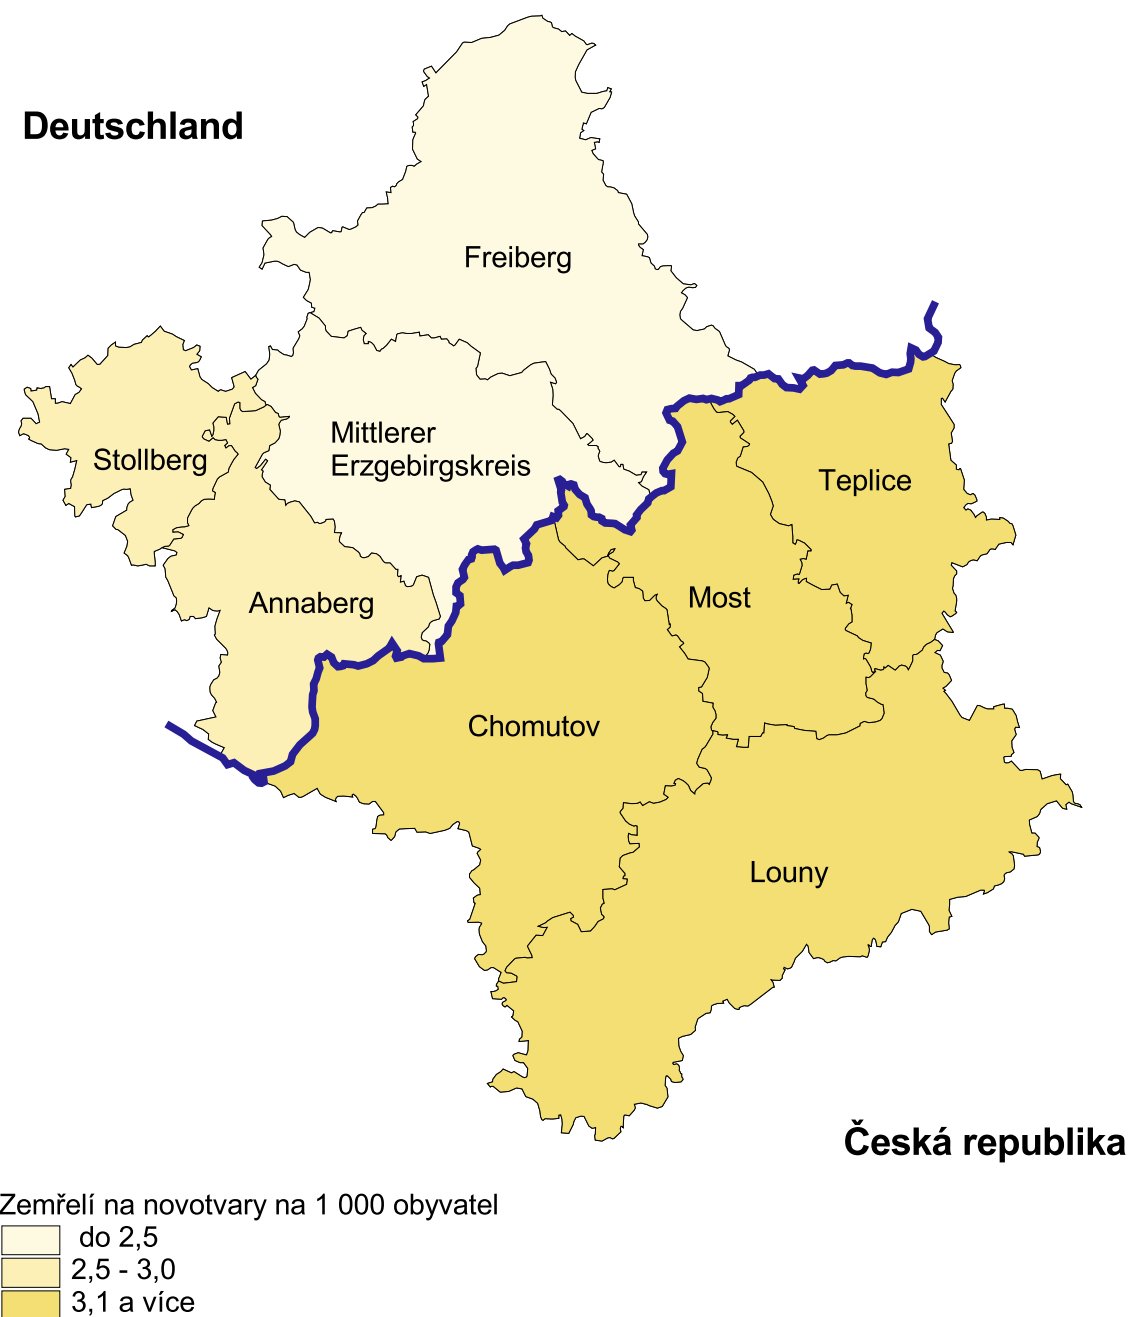 Deutschland
Freiberg
Mittlerer
Erzgebirgskreis
Stollberg
Teplice
Annaberg
Most
Chomutov
Louny
Česká republika
Zemřelí na novotvary na 1 000 obyvatel
do 2,5
2,5 - 3,0
3,1 a více